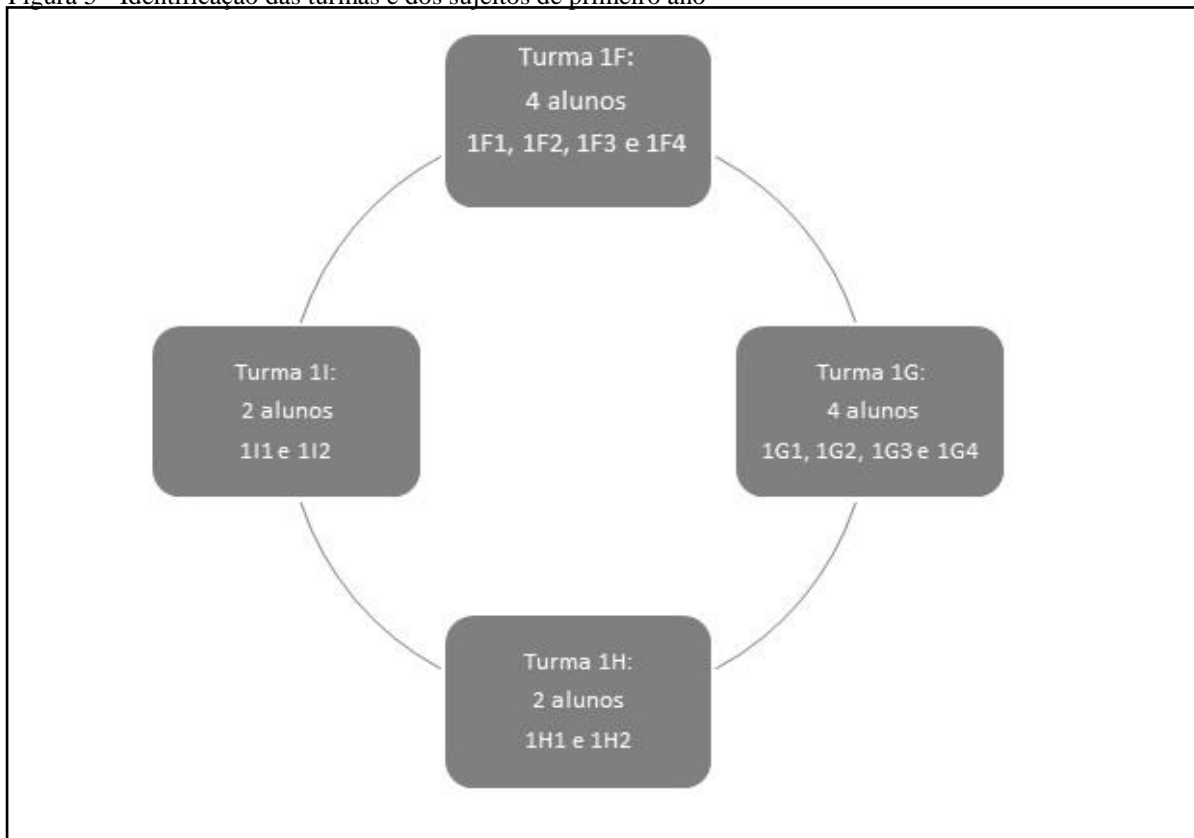 Figura 3 - Identificação das turmas e dos sujeitos de primeiro ano
Turma 1F:
4 alunos
1F1, 1F2, 1F3 e 1F4
Turma 1I:
2 alunos
1I1 e 1I2
Turma 1G:
4 alunos
1G1, 1G2, 1G3 e 1G4
Turma 1H:
2 alunos
1H1 e 1H2